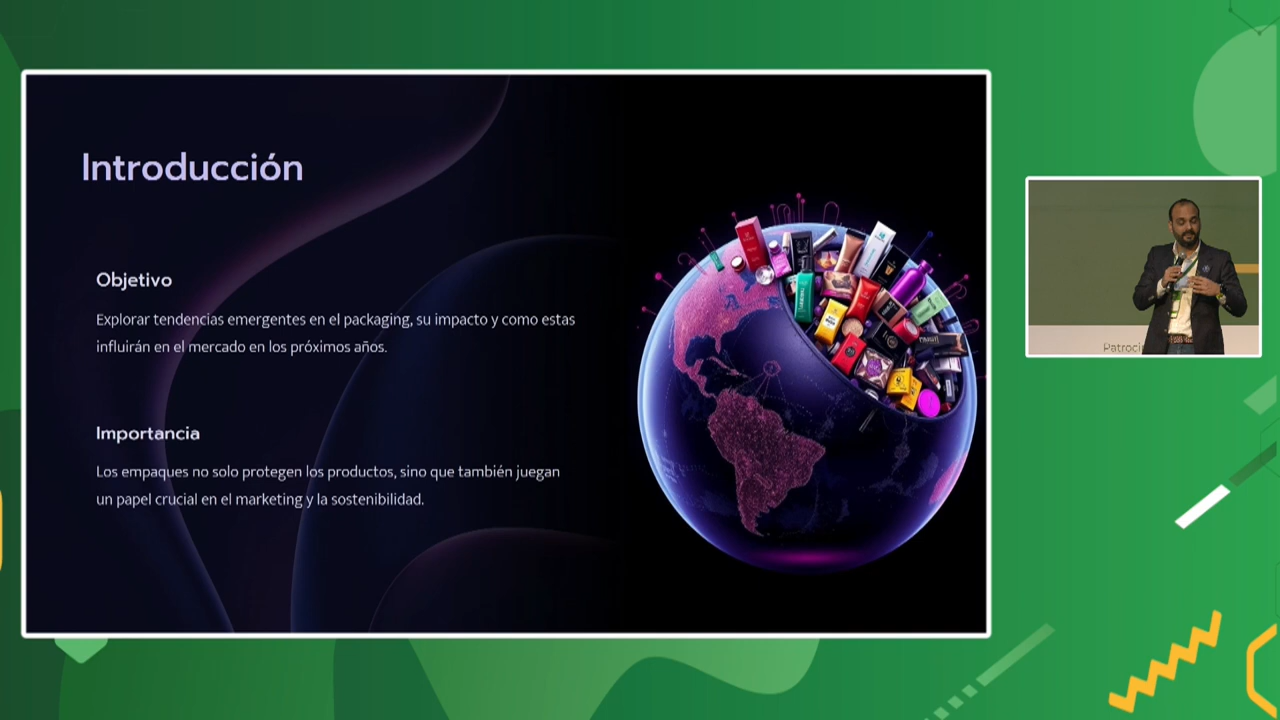 Introducción
Objetivo
Explorar tendencias emergentes en el packaging, su impacto y como estas
influirán en el mercado en los próximos años.
Importancia
Los empaques no solo protegen los productos, sino que también juegan
un papel crucial en el marketing y la sostenibilidad.